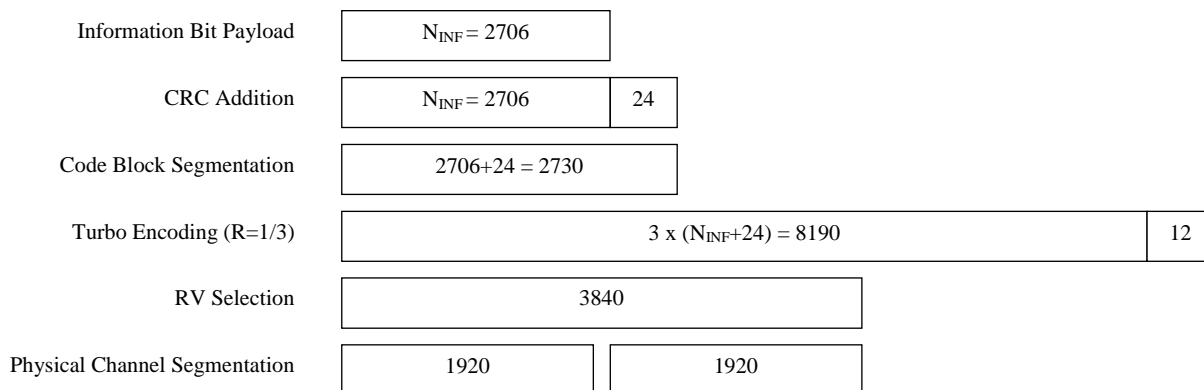 Information Bit Payload
N_INF = 2706
CRC Addition
N_INF = 2706
24
Code Block Segmentation
2706+24 = 2730
Turbo Encoding (R=1/3)
3 x (N_INF+24) = 8190
12
RV Selection
3840
Physical Channel Segmentation
1920
1920